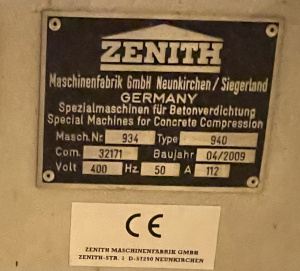 ZENITH
Maschinenfabrik GmbH Neunkirchen / Siegerland
GERMANY
Spezialmaschinen für Betonverdichtung
Special Machines for Concrete Compression
Masch. Nr. 934 Type 940
Com. 32171 Baujahr 04/2009
Volt 400 Hz. 50 A 112
CE
ZENITH MASCHINENFABRIK GMBH
ZENITH-STR. 1 D-57290 NEUNKIRCHEN